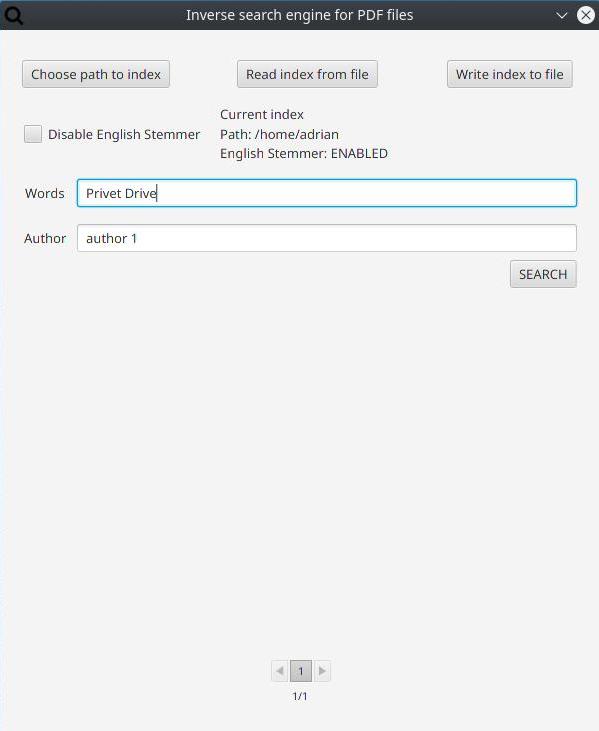 Inverse search engine for PDF files
Choose path to index
Read index from file
Write index to file
Current index
Disable English Stemmer
Path: /home/adrian
English Stemmer: ENABLED
Words
Privet Drive
Author
author 1
SEARCH
1
1/1